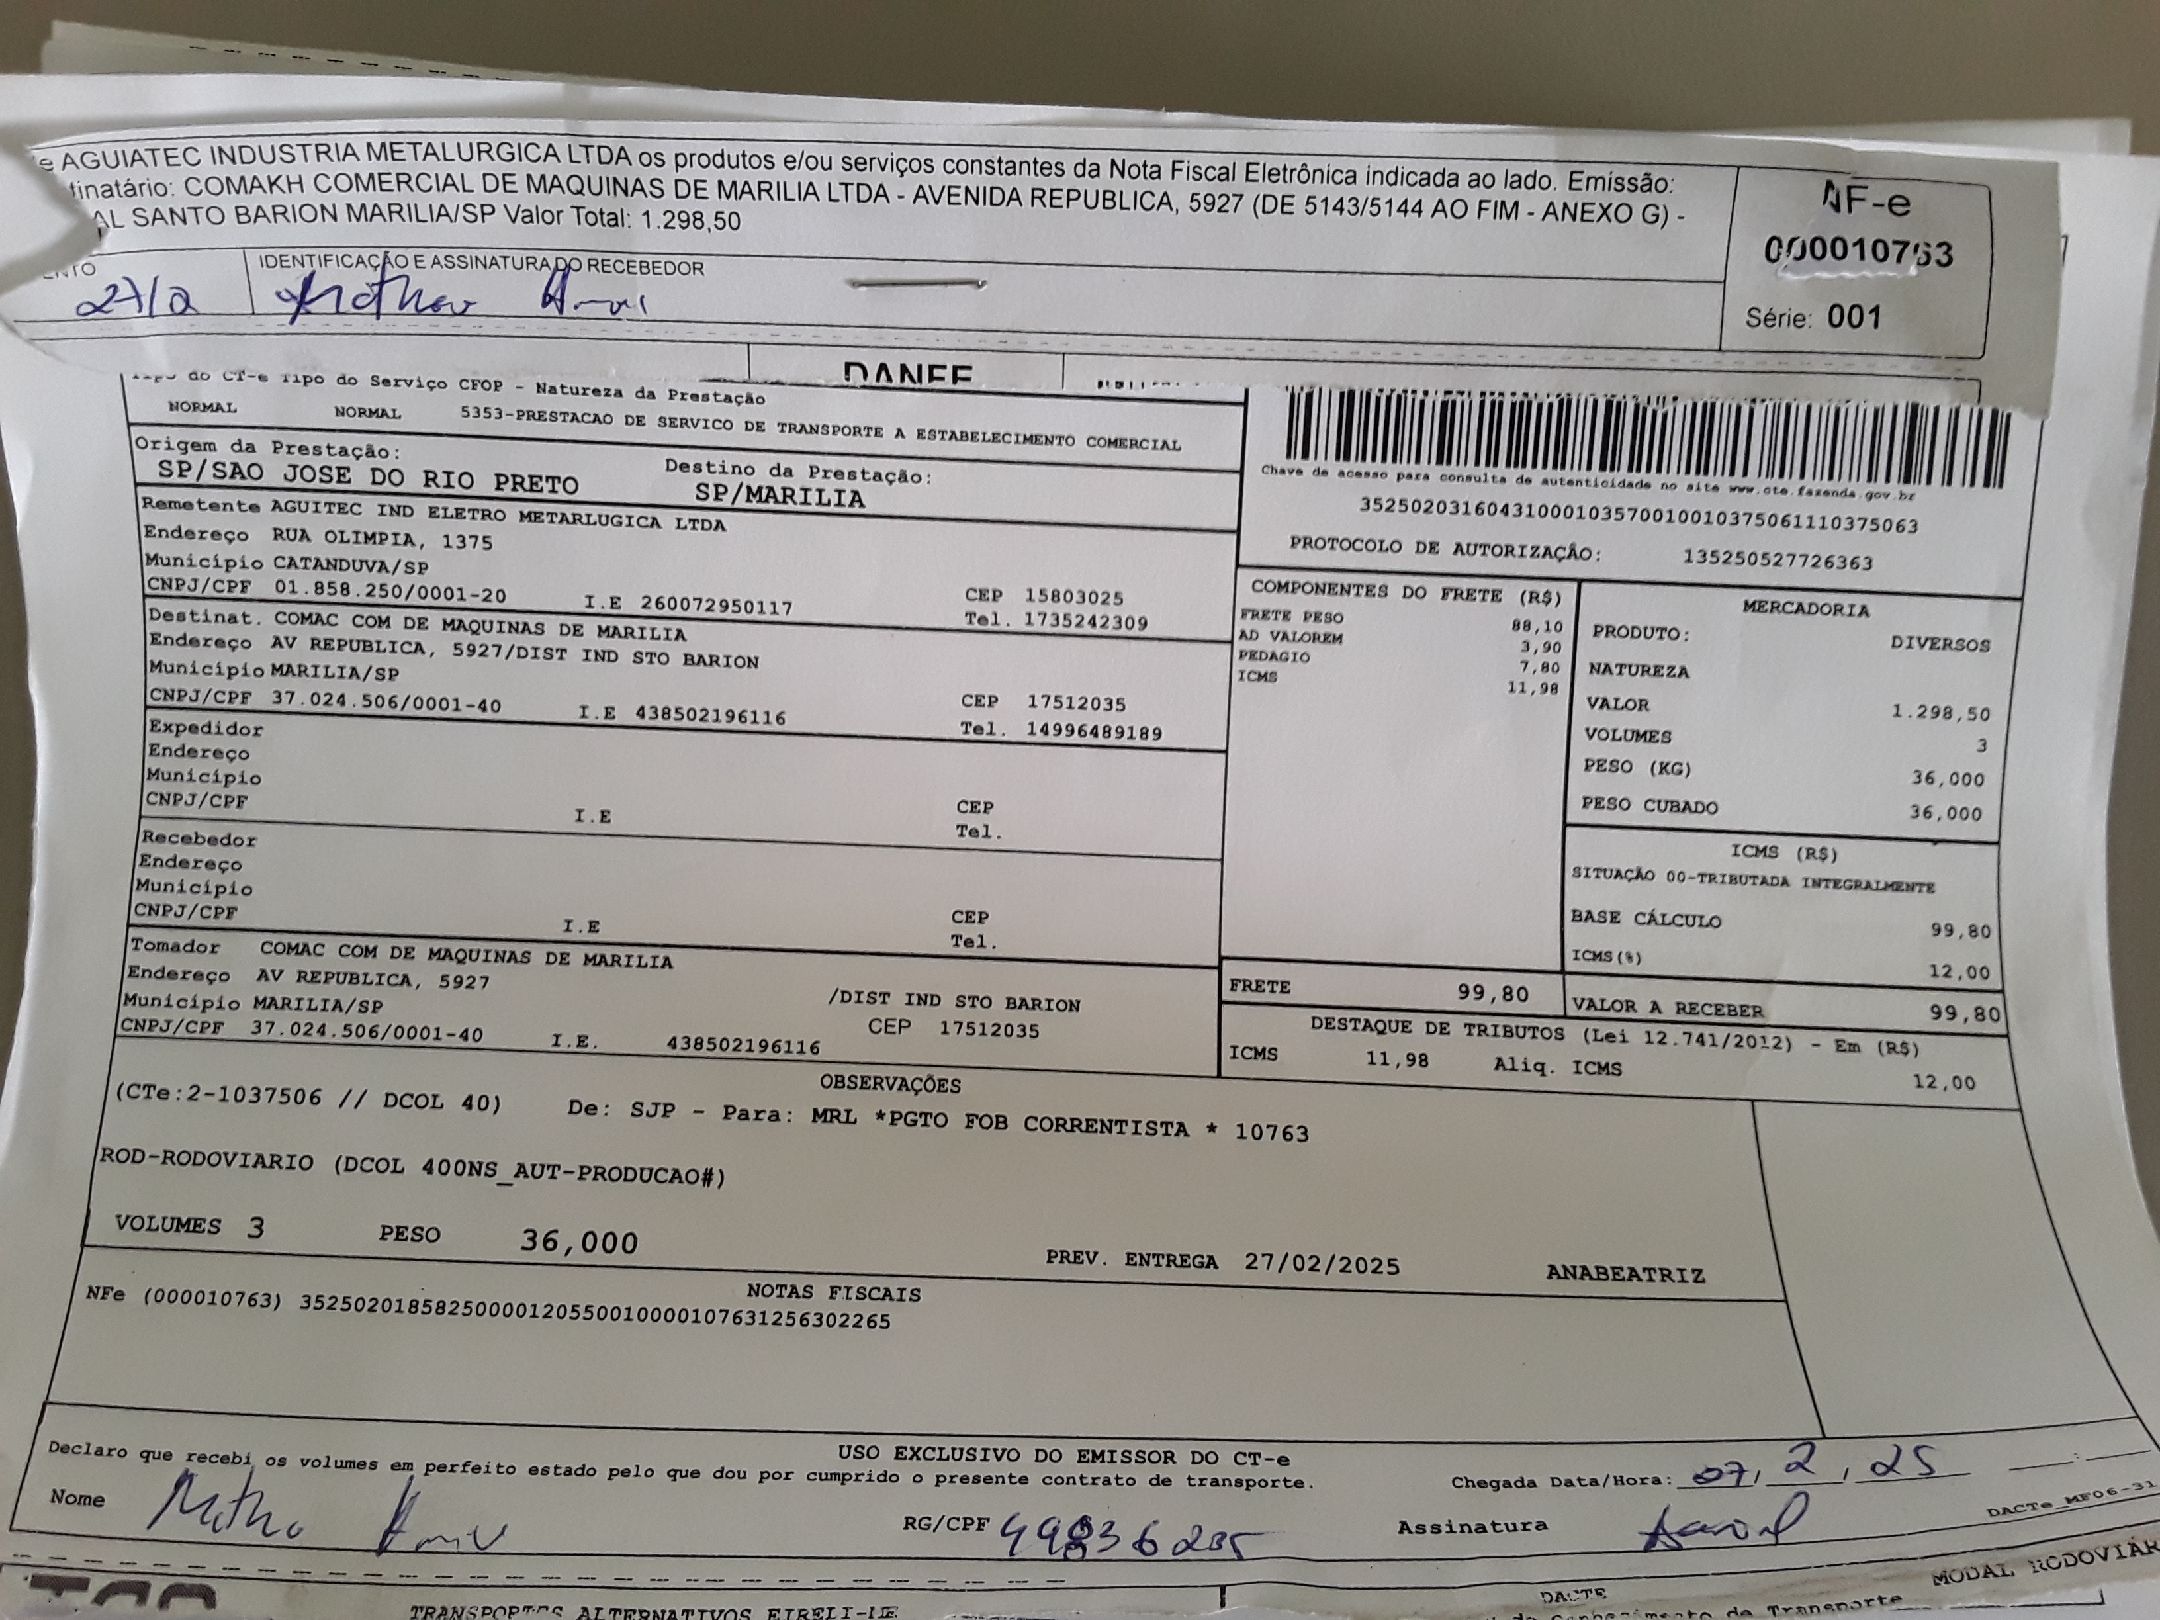 e AGUIATEC INDUSTRIA METALURGICA LTDA os produtos e/ou serviços constantes da Nota Fiscal Eletrônica indicada ao lado. Emissão:
tinatário: COMAKH COMERCIAL DE MAQUINAS DE MARILIA LTDA - AVENIDA REPUBLICA, 5927 (DE 5143/5144 AO FIM - ANEXO G) -
AL SANTO BARION MARILIA/SP Valor Total: 1.298,50
NF-e
000010763
Série: 001
ENTO
IDENTIFICAÇÃO E ASSINATURA DO RECEBEDOR
27/2
DANFE
Tipo do CT-e Tipo do Serviço CFOP - Natureza da Prestação
NORMAL NORMAL 5353-PRESTACAO DE SERVICO DE TRANSPORTE A ESTABELECIMENTO COMERCIAL
Origem da Prestação: Destino da Prestação:
SP/SAO JOSE DO RIO PRETO SP/MARILIA
Chave de acesso para consulta de autenticidade no site www.cte.fazenda.gov.br
35250203160431000103570010010375061110375063
PROTOCOLO DE AUTORIZAÇÃO: 135250527726363
Remetente AGUITEC IND ELETRO METARLUGICA LTDA
Endereço RUA OLIMPIA, 1375
Município CATANDUVA/SP CEP 15803025
CNPJ/CPF 01.858.250/0001-20 I.E 260072950117 Tel. 1735242309
Destinat. COMAC COM DE MAQUINAS DE MARILIA
Endereço AV REPUBLICA, 5927/DIST IND STO BARION
Município MARILIA/SP CEP 17512035
CNPJ/CPF 37.024.506/0001-40 I.E 438502196116 Tel. 14996489189
Expedidor
Endereço
Município CEP
CNPJ/CPF I.E Tel.
Recebedor
Endereço
Município CEP
CNPJ/CPF I.E Tel.
Tomador COMAC COM DE MAQUINAS DE MARILIA
Endereço AV REPUBLICA, 5927 /DIST IND STO BARION
Município MARILIA/SP CEP 17512035
CNPJ/CPF 37.024.506/0001-40 I.E. 438502196116
COMPONENTES DO FRETE (R$)
FRETE PESO 88,10
AD VALOREM 3,90
PEDAGIO 7,80
ICMS 11,98
MERCADORIA
PRODUTO: DIVERSOS
NATUREZA
VALOR 1.298,50
VOLUMES 3
PESO (KG) 36,000
PESO CUBADO 36,000
ICMS (R$)
SITUAÇÃO 00-TRIBUTADA INTEGRALMENTE
BASE CÁLCULO 99,80
ICMS(%) 12,00
FRETE 99,80 VALOR A RECEBER 99,80
DESTAQUE DE TRIBUTOS (Lei 12.741/2012) - Em (R$)
ICMS 11,98 Aliq. ICMS 12,00
OBSERVAÇÕES
(CTe:2-1037506 // DCOL 40) De: SJP - Para: MRL *PGTO FOB CORRENTISTA * 10763
ROD-RODOVIARIO (DCOL 400NS_AUT-PRODUCAO#)
VOLUMES 3 PESO 36,000 PREV. ENTREGA 27/02/2025 ANABEATRIZ
NOTAS FISCAIS
NFe (000010763) 35250201858250000120550010000107631256302265
USO EXCLUSIVO DO EMISSOR DO CT-e
Declaro que recebi os volumes em perfeito estado pelo que dou por cumprido o presente contrato de transporte. Chegada Data/Hora: 07/2/25
Nome RG/CPF Assinatura
DACTe_MF06-31
TRANSPORTES ALTERNATIVOS EIRELI-
DACTE
MODAL RODOVIÁR
de Transporte